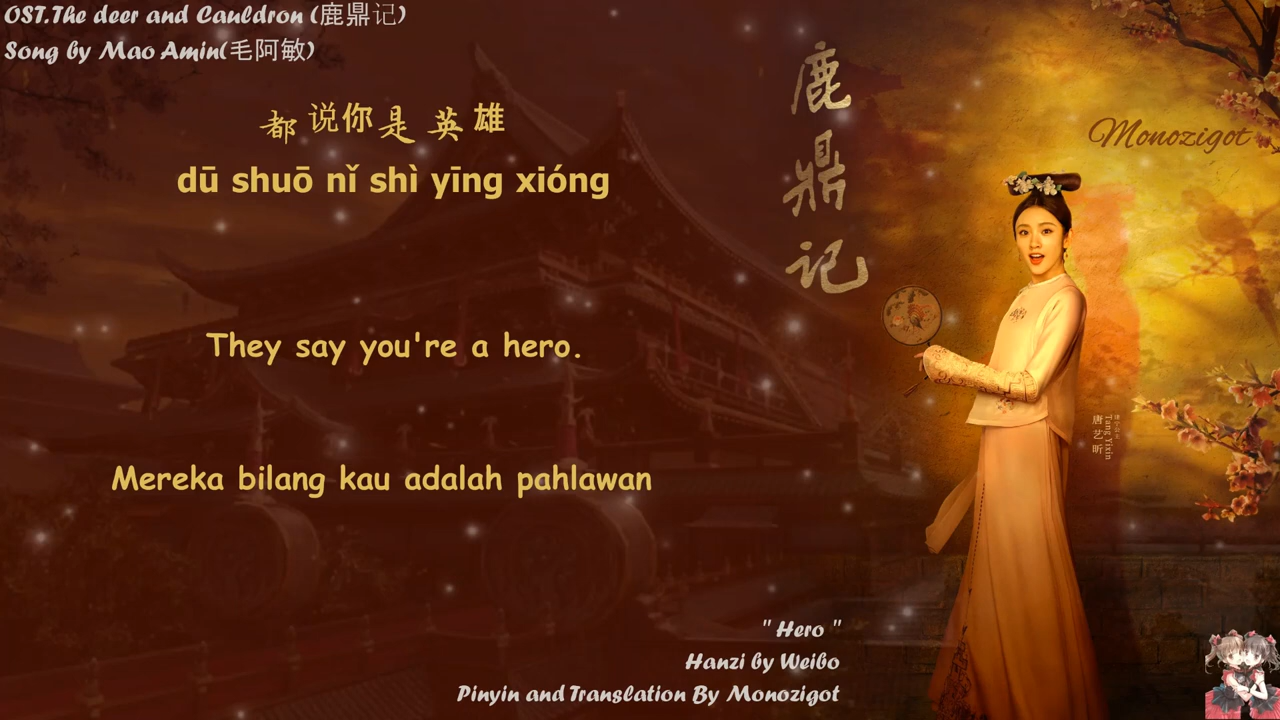 OST.The deer and Cauldron (鹿鼎记)
Song by Mao Amin(毛阿敏)
都说你是英雄
dū shuō nǐ shì yīng xióng
They say you're a hero.
Mereka bilang kau adalah pahlawan
鹿鼎记
Monozigot
唐艺昕
Tang Yixin
" Hero "
Hanzi by Weibo
Pinyin and Translation By Monozigot